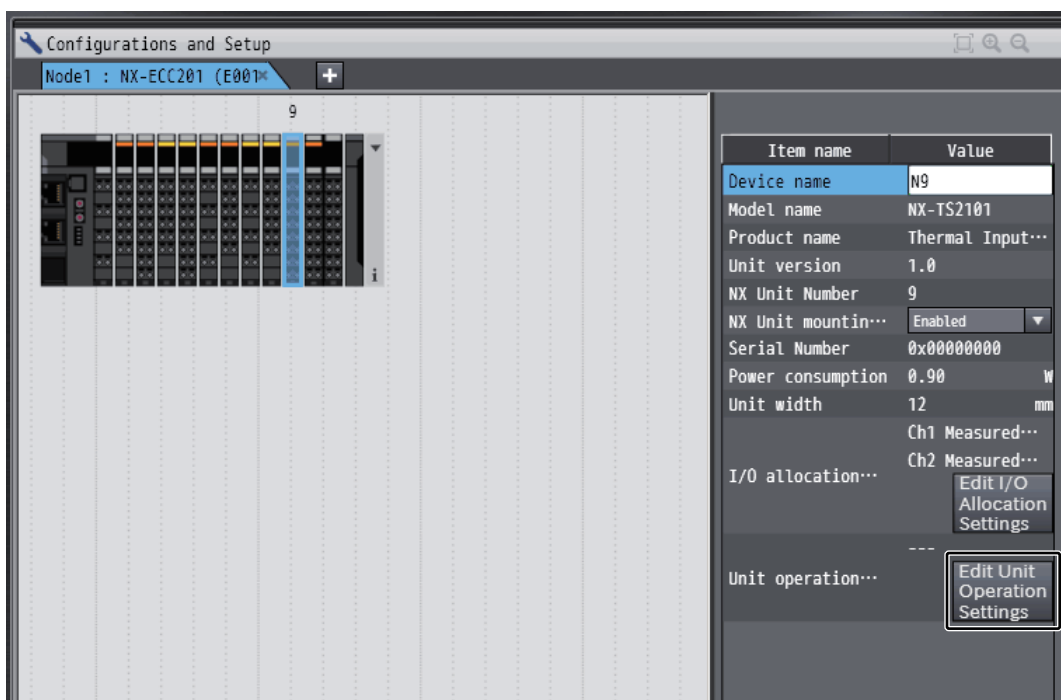 Configurations and Setup
Node1 : NX-ECC201 (E001
9
Item name Value
Device name N9
Model name NX-TS2101
Product name Thermal Input…
Unit version 1.0
NX Unit Number 9
NX Unit mountin… Enabled
Serial Number 0x00000000
Power consumption 0.90 W
Unit width 12 mm
Ch1 Measured…
Ch2 Measured…
I/O allocation…
Edit I/O
Allocation
Settings
---
Unit operation…
Edit Unit
Operation
Settings